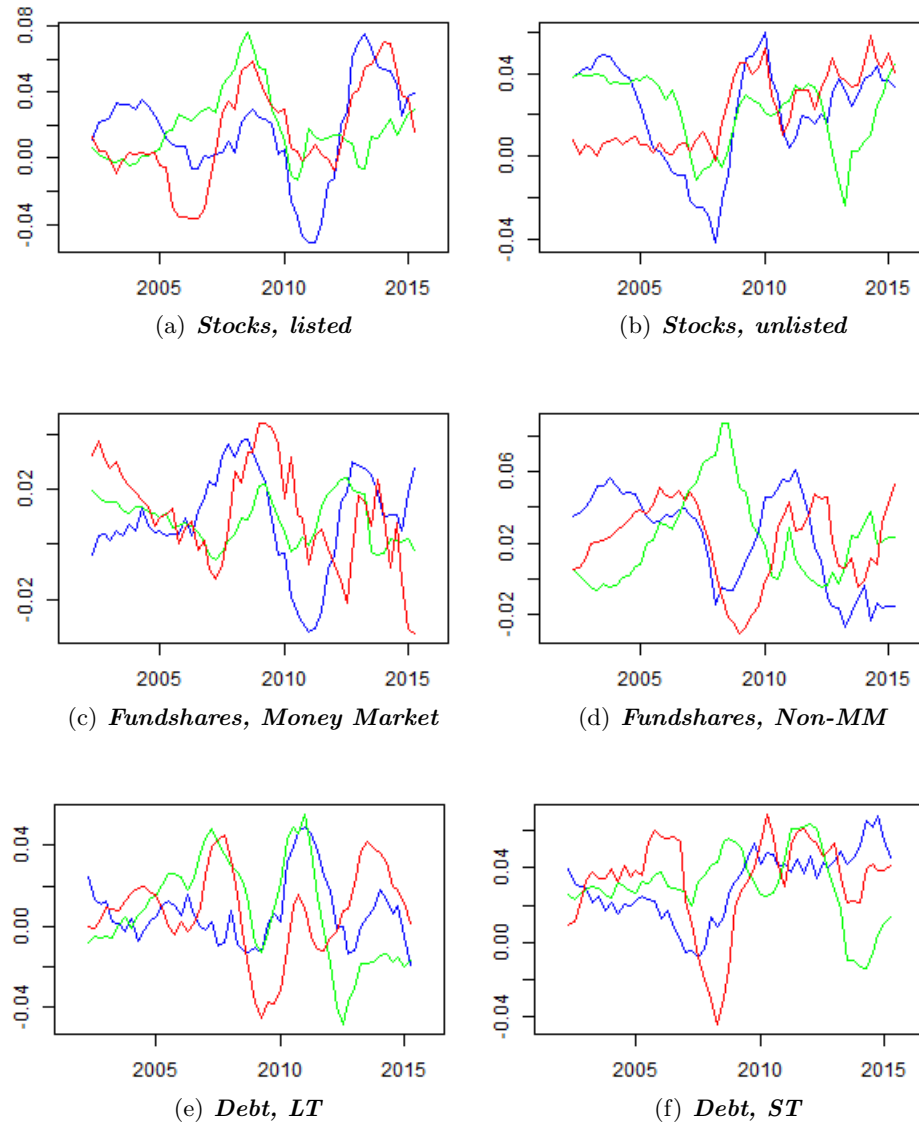 0.08
0.04
0.00
-0.04
2005 2010 2015
(a) Stocks, listed
0.04
0.00
-0.04
2005 2010 2015
(b) Stocks, unlisted
0.02
-0.02
2005 2010 2015
(c) Fundshares, Money Market
0.06
0.02
-0.02
2005 2010 2015
(d) Fundshares, Non-MM
0.04
0.00
-0.04
2005 2010 2015
(e) Debt, LT
0.04
0.00
-0.04
2005 2010 2015
(f) Debt, ST